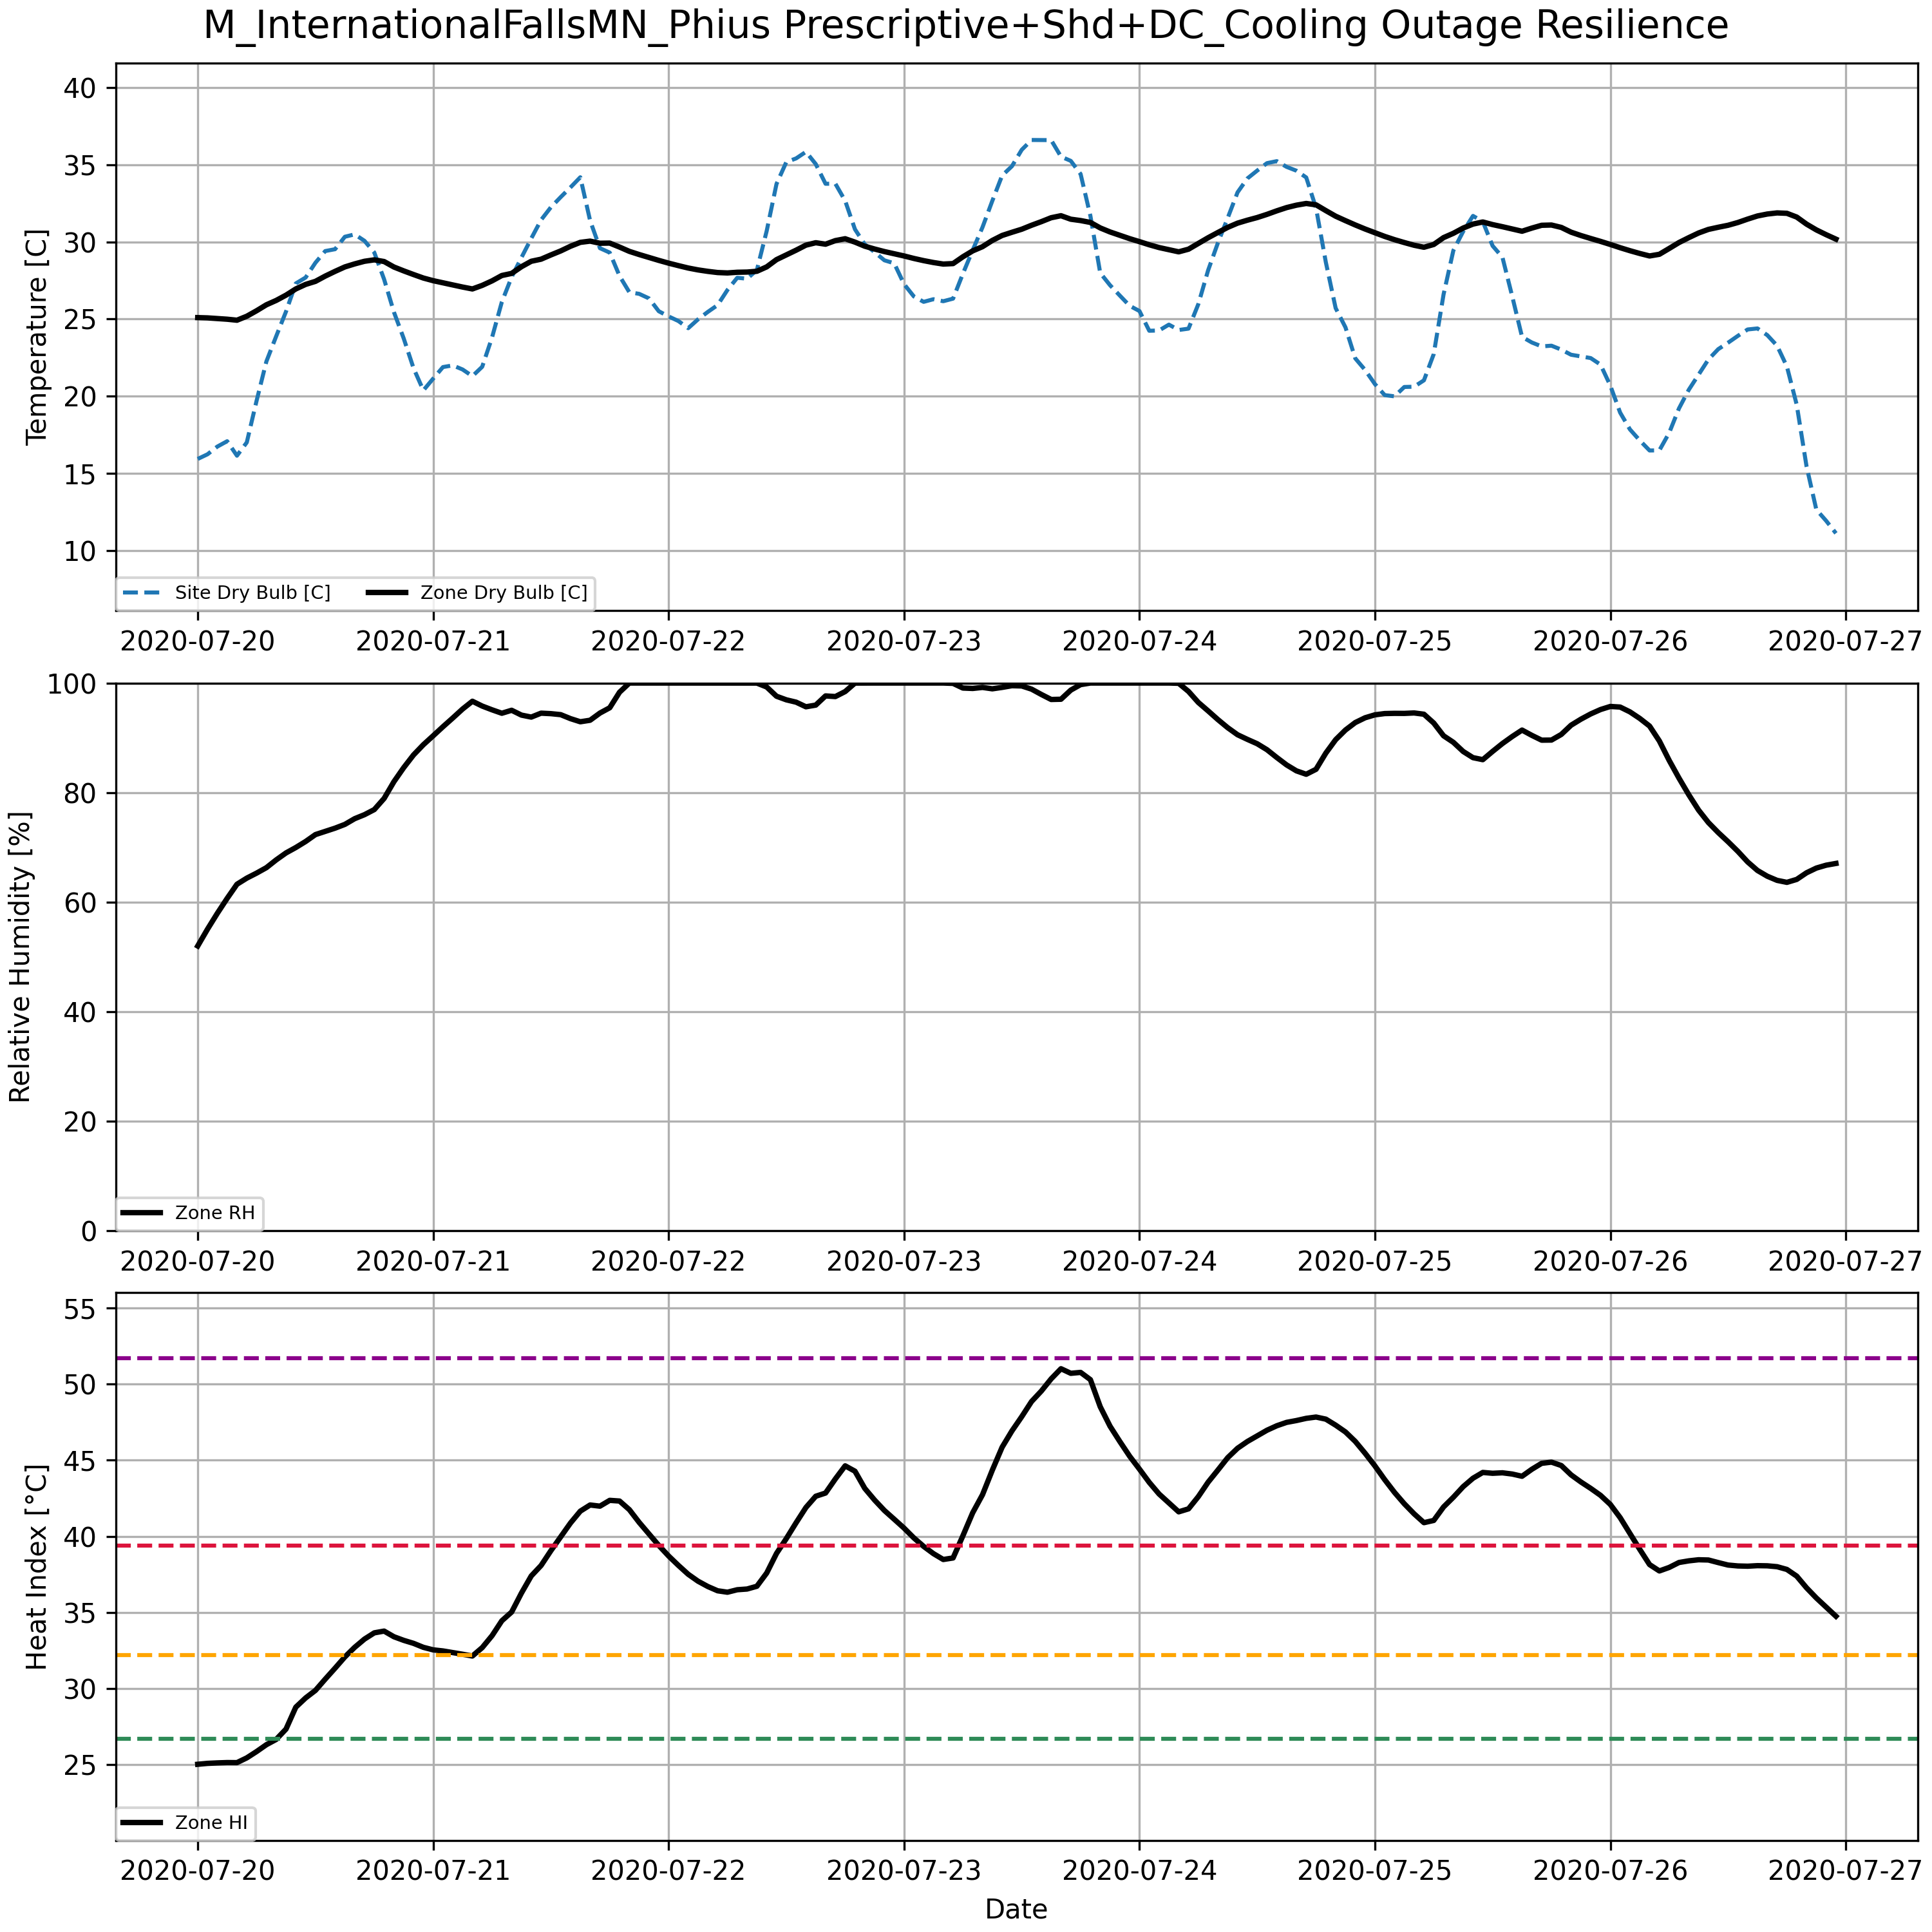 M_InternationalFallsMN_Phius Prescriptive+Shd+DC_Cooling Outage Resilience
Temperature [C]
40
35
30
25
20
15
10
Site Dry Bulb [C] Zone Dry Bulb [C]
2020-07-20 2020-07-21 2020-07-22 2020-07-23 2020-07-24 2020-07-25 2020-07-26 2020-07-27
Relative Humidity [%]
100
80
60
40
20
0
Zone RH
2020-07-20 2020-07-21 2020-07-22 2020-07-23 2020-07-24 2020-07-25 2020-07-26 2020-07-27
Heat Index [°C]
55
50
45
40
35
30
25
Zone HI
2020-07-20 2020-07-21 2020-07-22 2020-07-23 2020-07-24 2020-07-25 2020-07-26 2020-07-27
Date